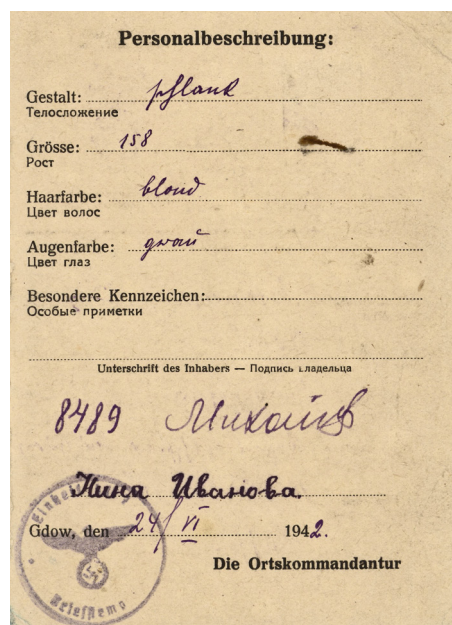 Personalbeschreibung:
Gestalt: schlank
Телосложение
Grösse: 158
Рост
Haarfarbe: blond
Цвет волос
Augenfarbe: grau
Цвет глаз
Besondere Kennzeichen:
Особые приметки
Unterschrift des Inhabers — Подпись владельца
8489
Нина Иванова.
Gdow, den 24/VI 1942.
Die Ortskommandantur